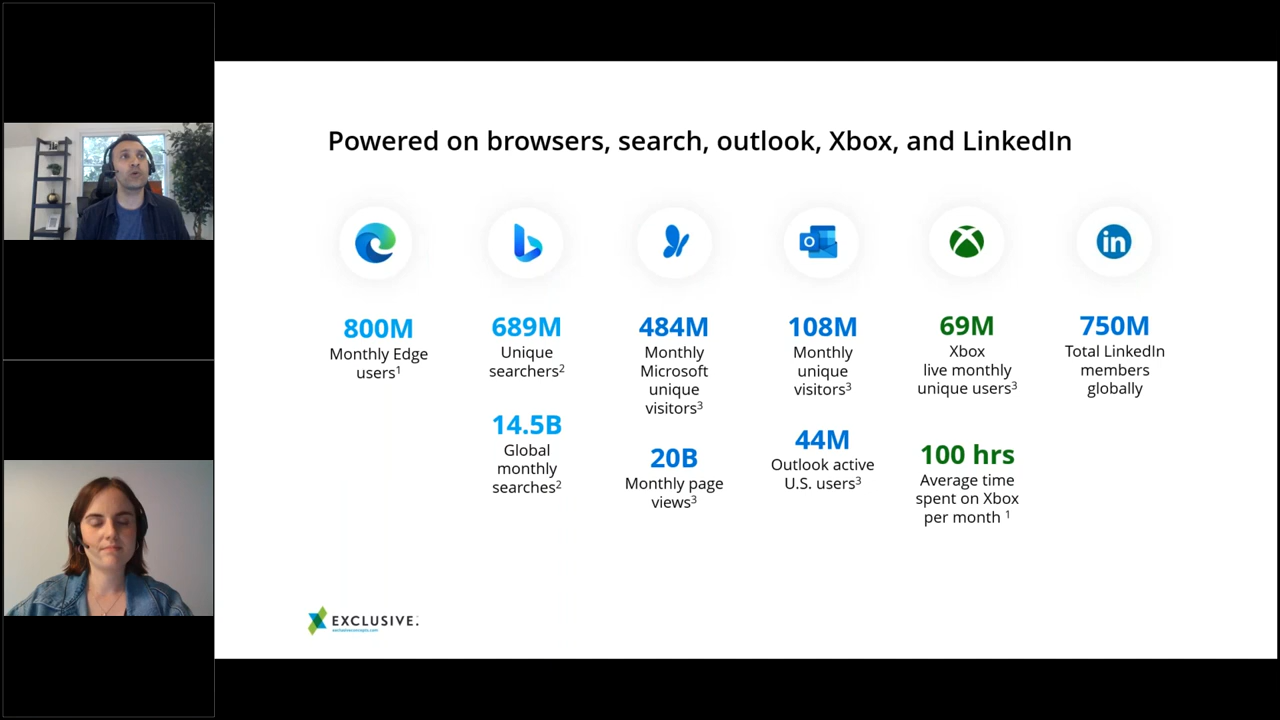 Powered on browsers, search, outlook, Xbox, and LinkedIn
800M
Monthly Edge
users1
689M
Unique
searchers2
14.5B
Global
monthly
searches2
484M
Monthly
Microsoft
unique
visitors3
20B
Monthly page
views3
108M
Monthly
unique
visitors3
44M
Outlook active
U.S. users3
69M
Xbox
live monthly
unique users3
100 hrs
Average time
spent on Xbox
per month 1
in
750M
Total LinkedIn
members
globally
EXCLUSIVE.
exclusiveconcepts.com